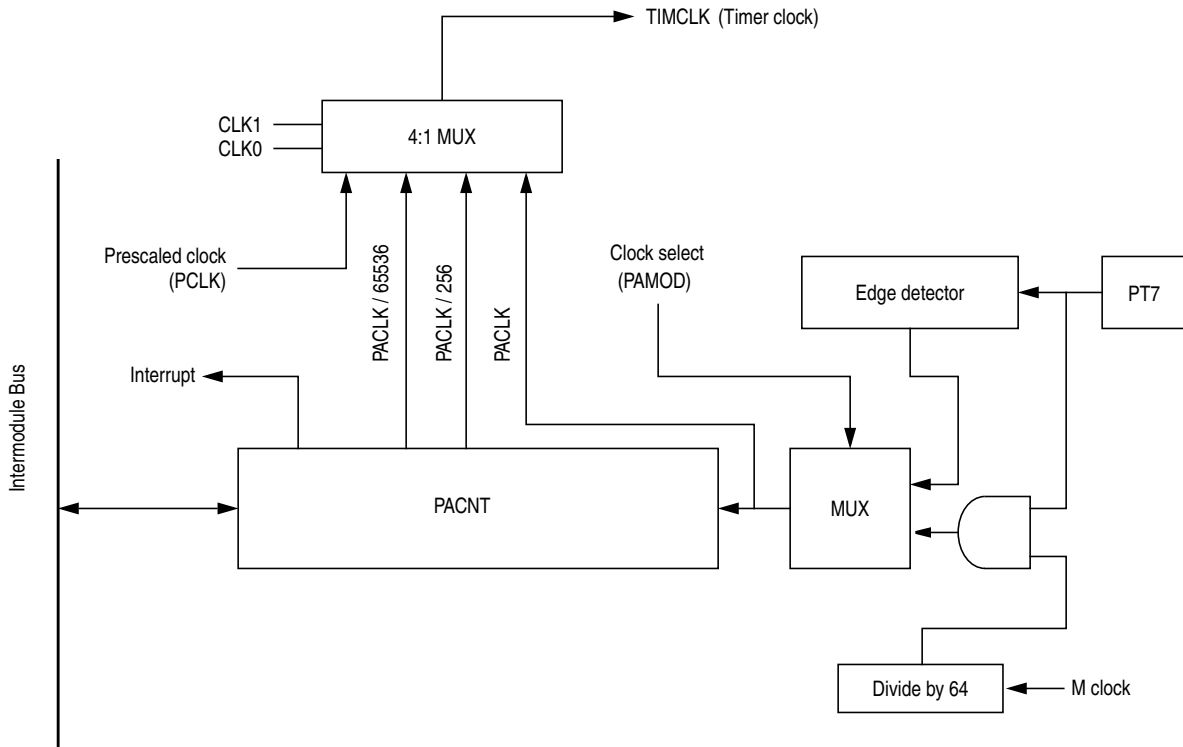 TIMCLK (Timer clock)
CLK1
CLK0
4:1 MUX
Prescaled clock
(PCLK)
PACLK / 65536
PACLK / 256
PACLK
Clock select
(PAMOD)
Edge detector
PT7
Interrupt
Intermodule Bus
PACNT
MUX
Divide by 64
M clock